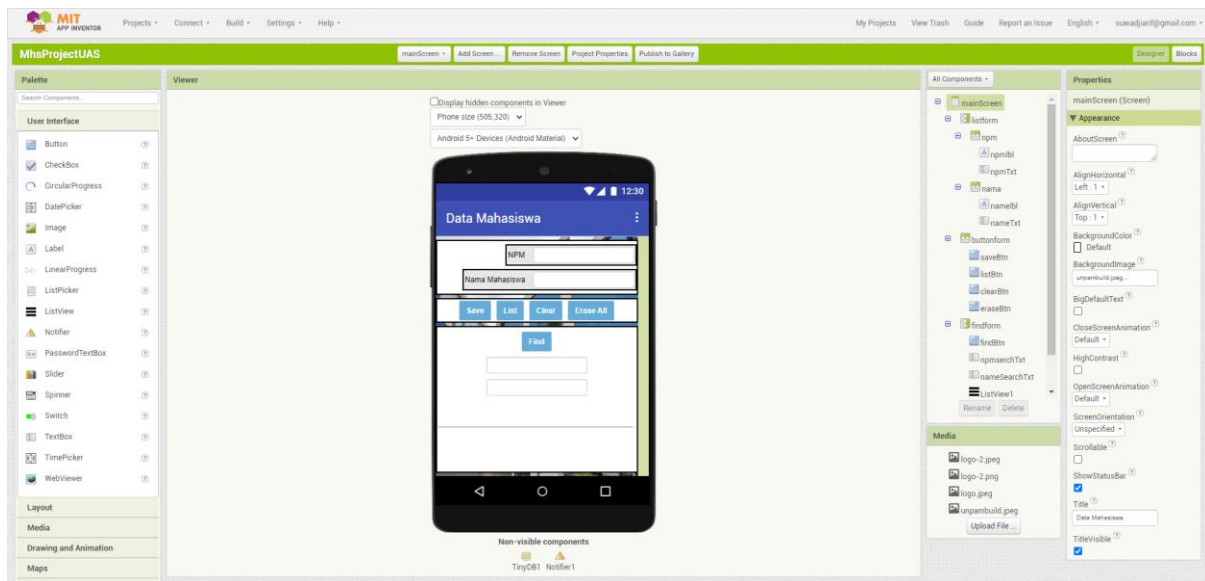 MIT
APP INVENTOR
Projects
Connect
Build
Settings
Help
My Projects
View Trash
Guide
Report an Issue
English
suwadjiarif@gmail.com
MhsProjectUAS
mainScreen
Add Screen ...
Remove Screen
Project Properties
Publish to Gallery
Designer
Blocks
Palette
Search Components...
User Interface
Button
CheckBox
CircularProgress
DatePicker
Image
Label
LinearProgress
ListPicker
ListView
Notifier
PasswordTextBox
Slider
Spinner
Switch
TextBox
TimePicker
WebViewer
Layout
Media
Drawing and Animation
Maps
Viewer
Display hidden components in Viewer
Phone size (505,320)
Android 5+ Devices (Android Material)
12:30
Data Mahasiswa
NPM
Nama Mahasiswa
Save List Clear Erase All
Find
Non-visible components
TinyDB1 Notifier1
All Components
mainScreen
listform
npm
npmlbl
npmTxt
nama
namelbl
nameTxt
buttonform
saveBtn
listBtn
clearBtn
eraseBtn
findform
findBtn
npmserchTxt
nameSearchTxt
ListView1
Rename Delete
Media
logo-2.jpeg
logo-2.png
logo.jpeg
unpambuild.jpeg
Upload File ...
Properties
mainScreen (Screen)
Appearance
AboutScreen
AlignHorizontal
Left : 1
AlignVertical
Top : 1
BackgroundColor
Default
BackgroundImage
unpambuild.jpeg...
BigDefaultText
CloseScreenAnimation
Default
HighContrast
OpenScreenAnimation
Default
ScreenOrientation
Unspecified
Scrollable
ShowStatusBar
Title
Data Mahasiswa
TitleVisible